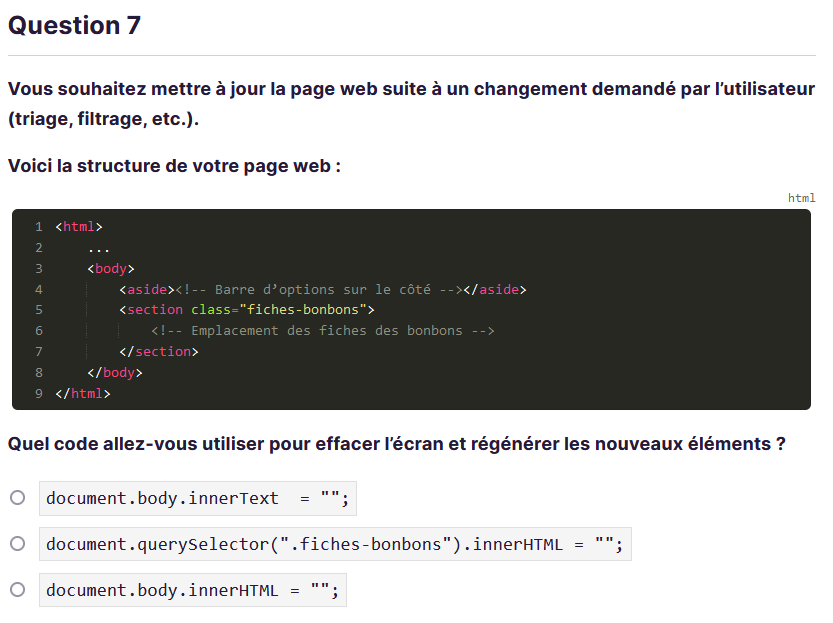 Question 7
Vous souhaitez mettre à jour la page web suite à un changement demandé par l’utilisateur
(triage, filtrage, etc.).
Voici la structure de votre page web :
html
1 <html>
2     ...
3     <body>
4         <aside><!-- Barre d’options sur le côté --></aside>
5         <section class="fiches-bonbons">
6             <!-- Emplacement des fiches des bonbons -->
7         </section>
8     </body>
9 </html>
Quel code allez-vous utiliser pour effacer l’écran et régénérer les nouveaux éléments ?
document.body.innerText  = "";
document.querySelector(".fiches-bonbons").innerHTML = "";
document.body.innerHTML = "";